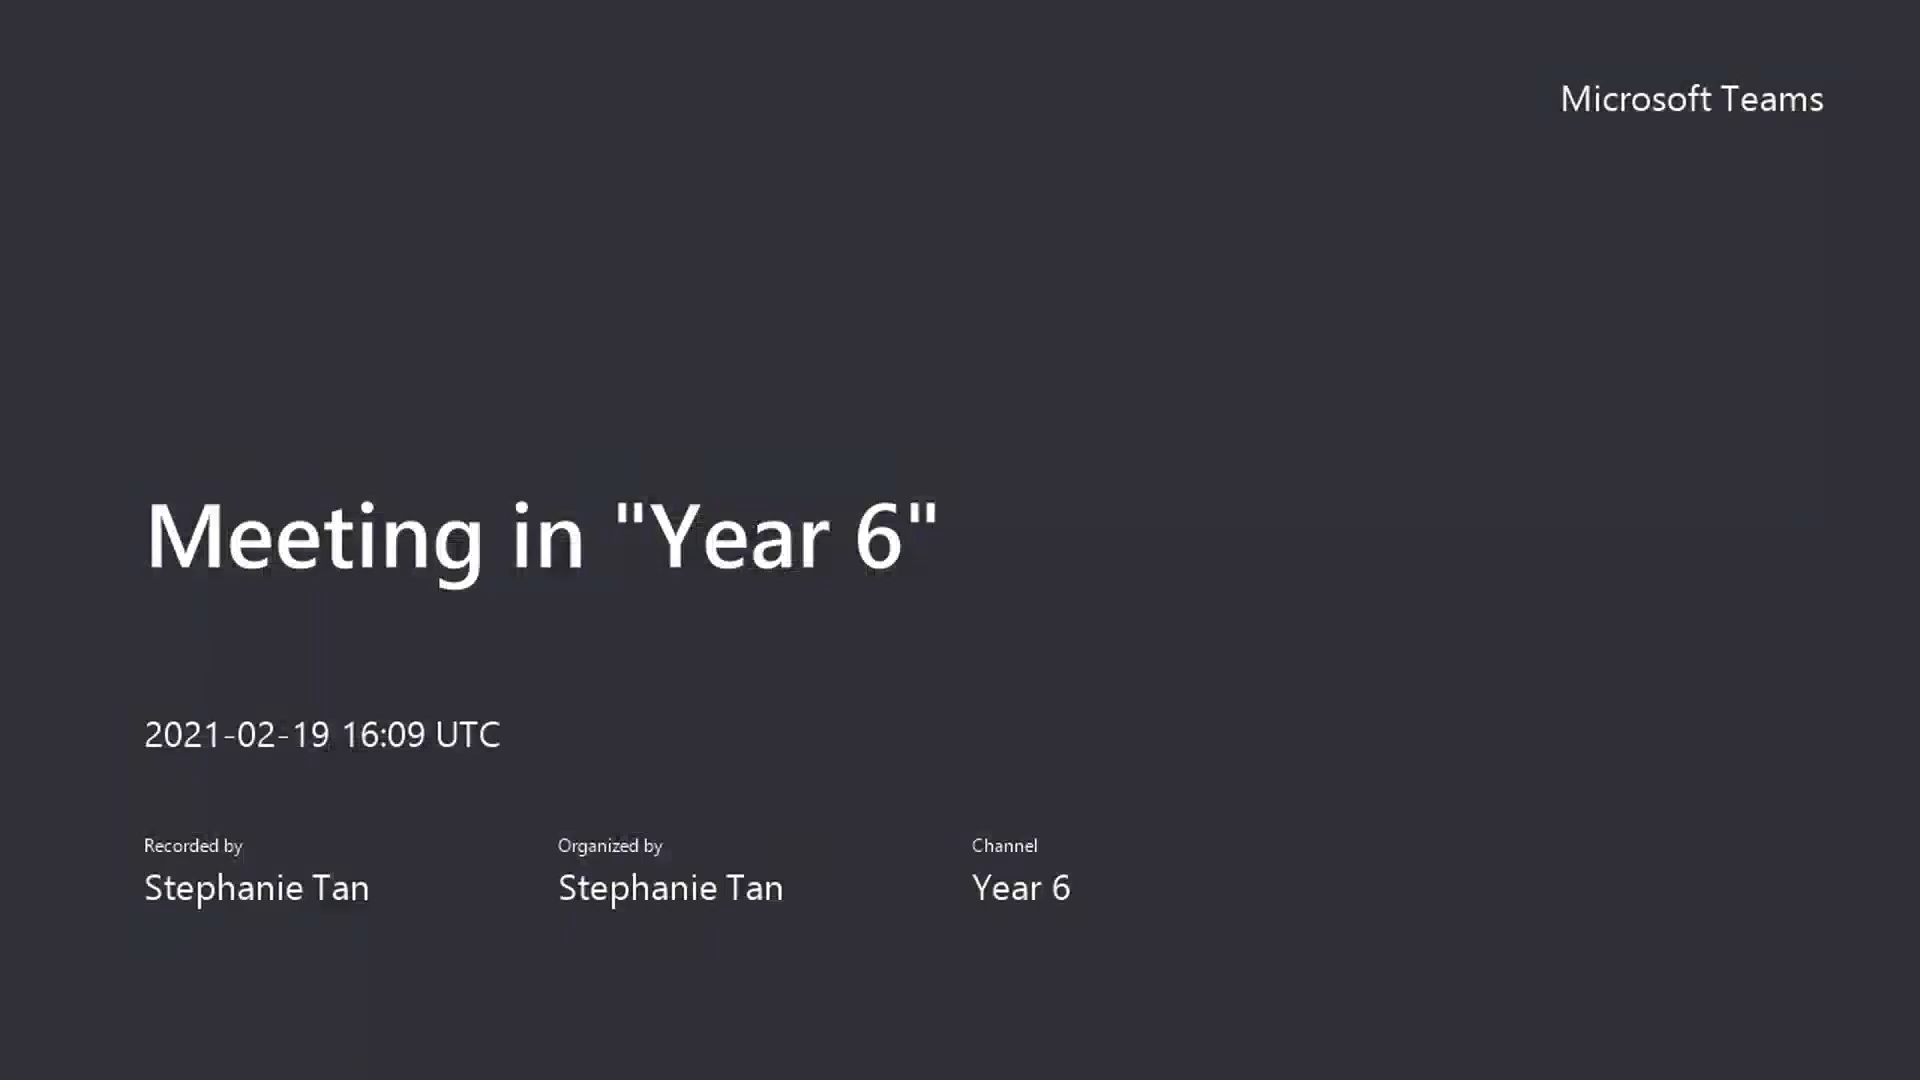 Microsoft Teams
Meeting in "Year 6"
2021-02-19 16:09 UTC
Recorded by
Stephanie Tan
Organized by
Stephanie Tan
Channel
Year 6